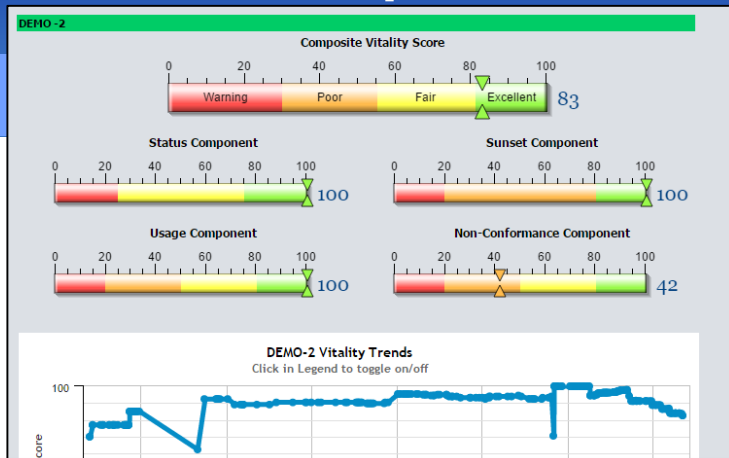 DEMO -2
Composite Vitality Score
0 20 40 60 80 100
Warning Poor Fair Excellent 83
Status Component
0 20 40 60 80 100
100
Sunset Component
0 20 40 60 80 100
100
Usage Component
0 20 40 60 80 100
100
Non-Conformance Component
0 20 40 60 80 100
42
DEMO-2 Vitality Trends
Click in Legend to toggle on/off
100
core